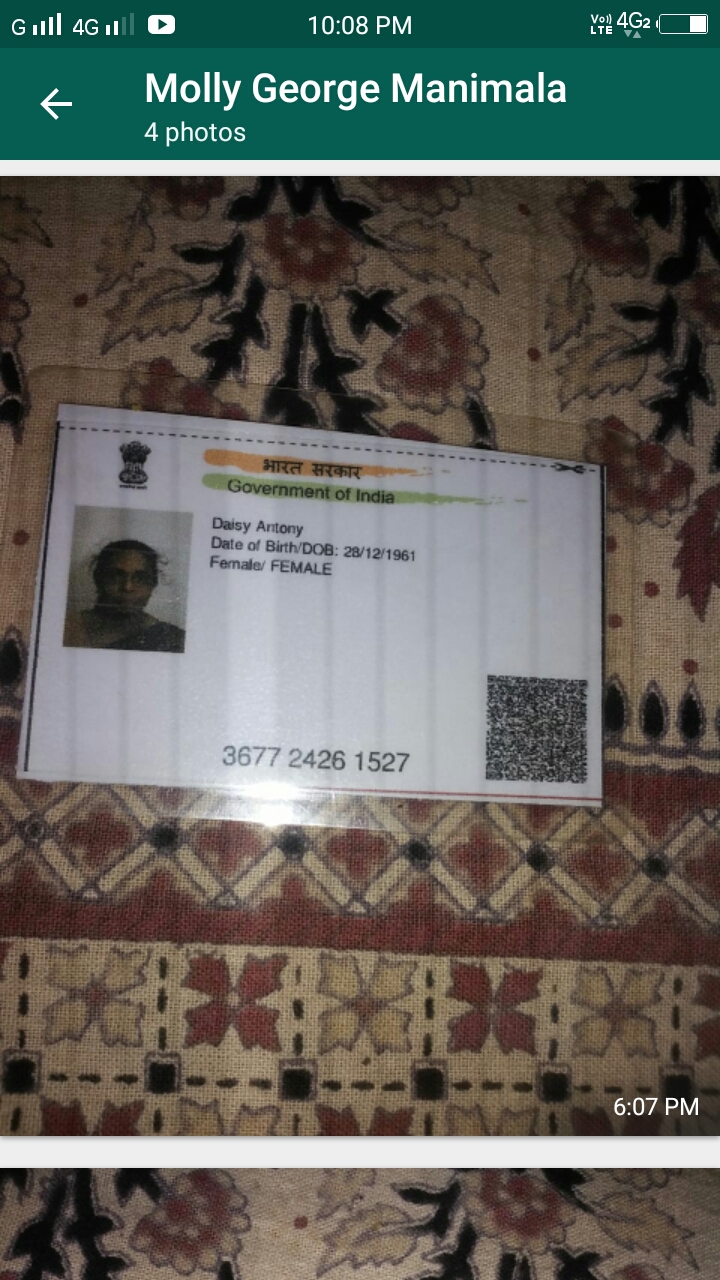 G 4G 10:08 PM Vo)) LTE 4G2
Molly George Manimala
4 photos
भारत सरकार
Government of India
Daisy Antony
Date of Birth/DOB: 28/12/1961
Female/ FEMALE
3677 2426 1527
6:07 PM